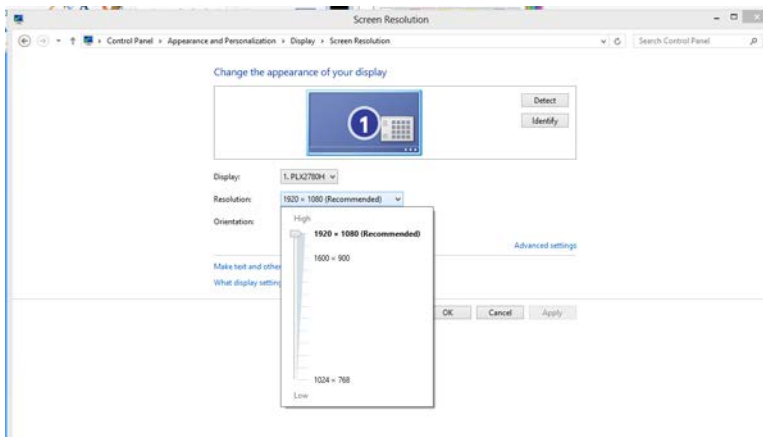 Screen Resolution
Control Panel › Appearance and Personalization › Display › Screen Resolution
Search Control Panel
Change the appearance of your display
1
Detect
Identify
Display: 1. PLX2780H
Resolution: 1920 × 1080 (Recommended)
Orientation:
High
1920 × 1080 (Recommended)
1600 × 900
Advanced settings
Make text and other
What display setting
OK Cancel Apply
1024 × 768
Low